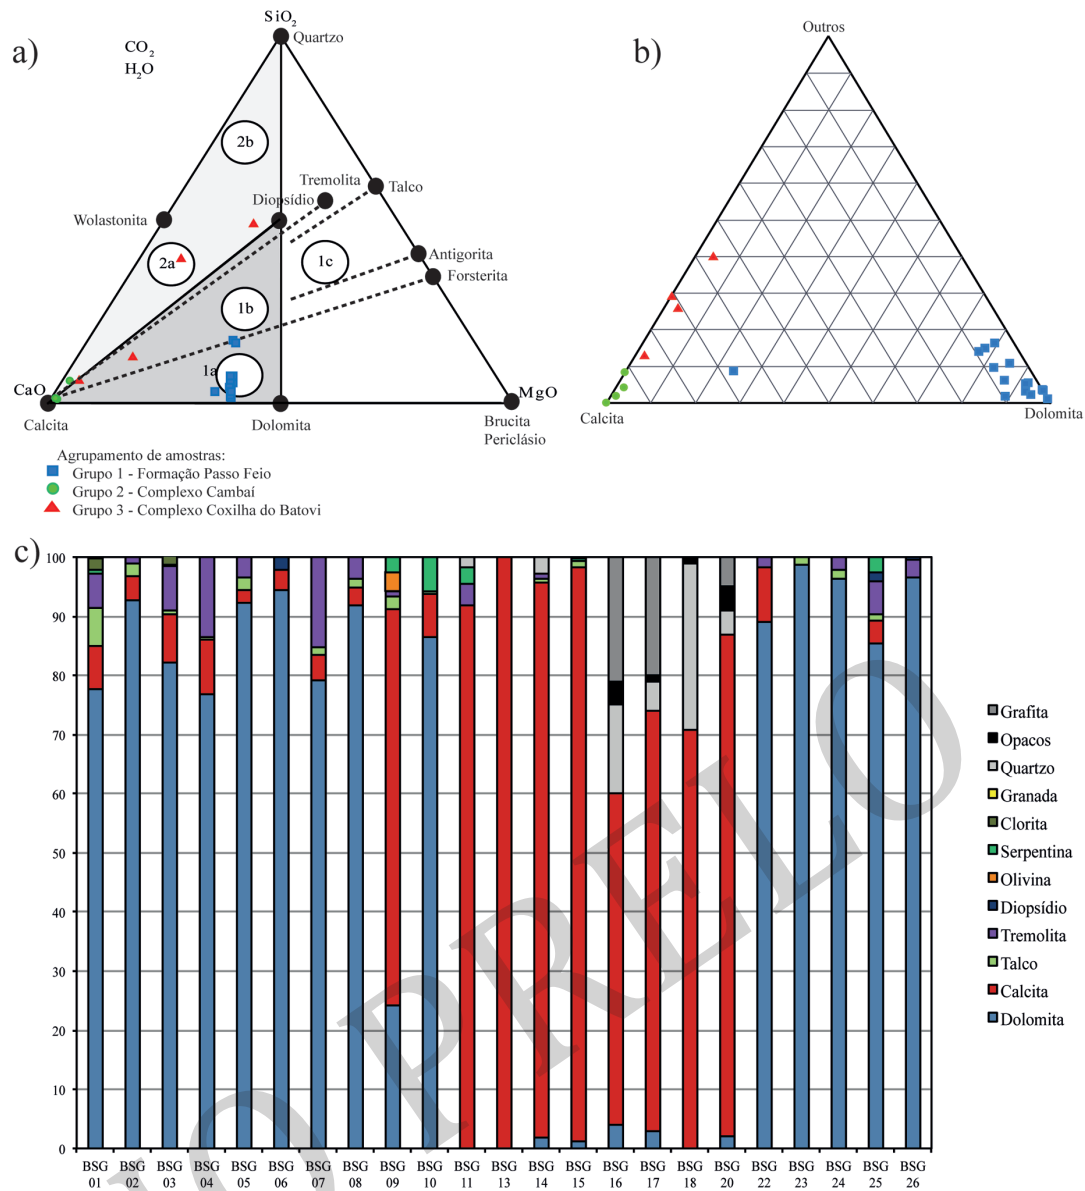 a)
CO2
H2O
SiO2
Quartzo
2b
Tremolita
Talco
Diopsídio
Wolastonita
2a
1c
Antigorita
Forsterita
1b
1a
CaO
MgO
Calcita
Dolomita
Brucita
Periclásio
Agrupamento de amostras:
Grupo 1 - Formação Passo Feio
Grupo 2 - Complexo Cambaí
Grupo 3 - Complexo Coxilha do Batovi
b)
Outros
Calcita
Dolomita
c)
100
90
80
70
60
50
40
30
20
10
0
BSG 01
BSG 02
BSG 03
BSG 04
BSG 05
BSG 06
BSG 07
BSG 08
BSG 09
BSG 10
BSG 11
BSG 13
BSG 14
BSG 15
BSG 16
BSG 17
BSG 18
BSG 20
BSG 22
BSG 23
BSG 24
BSG 25
BSG 26
Grafita
Opacos
Quartzo
Granada
Clorita
Serpentina
Olivina
Diopsídio
Tremolita
Talco
Calcita
Dolomita
O PRELO